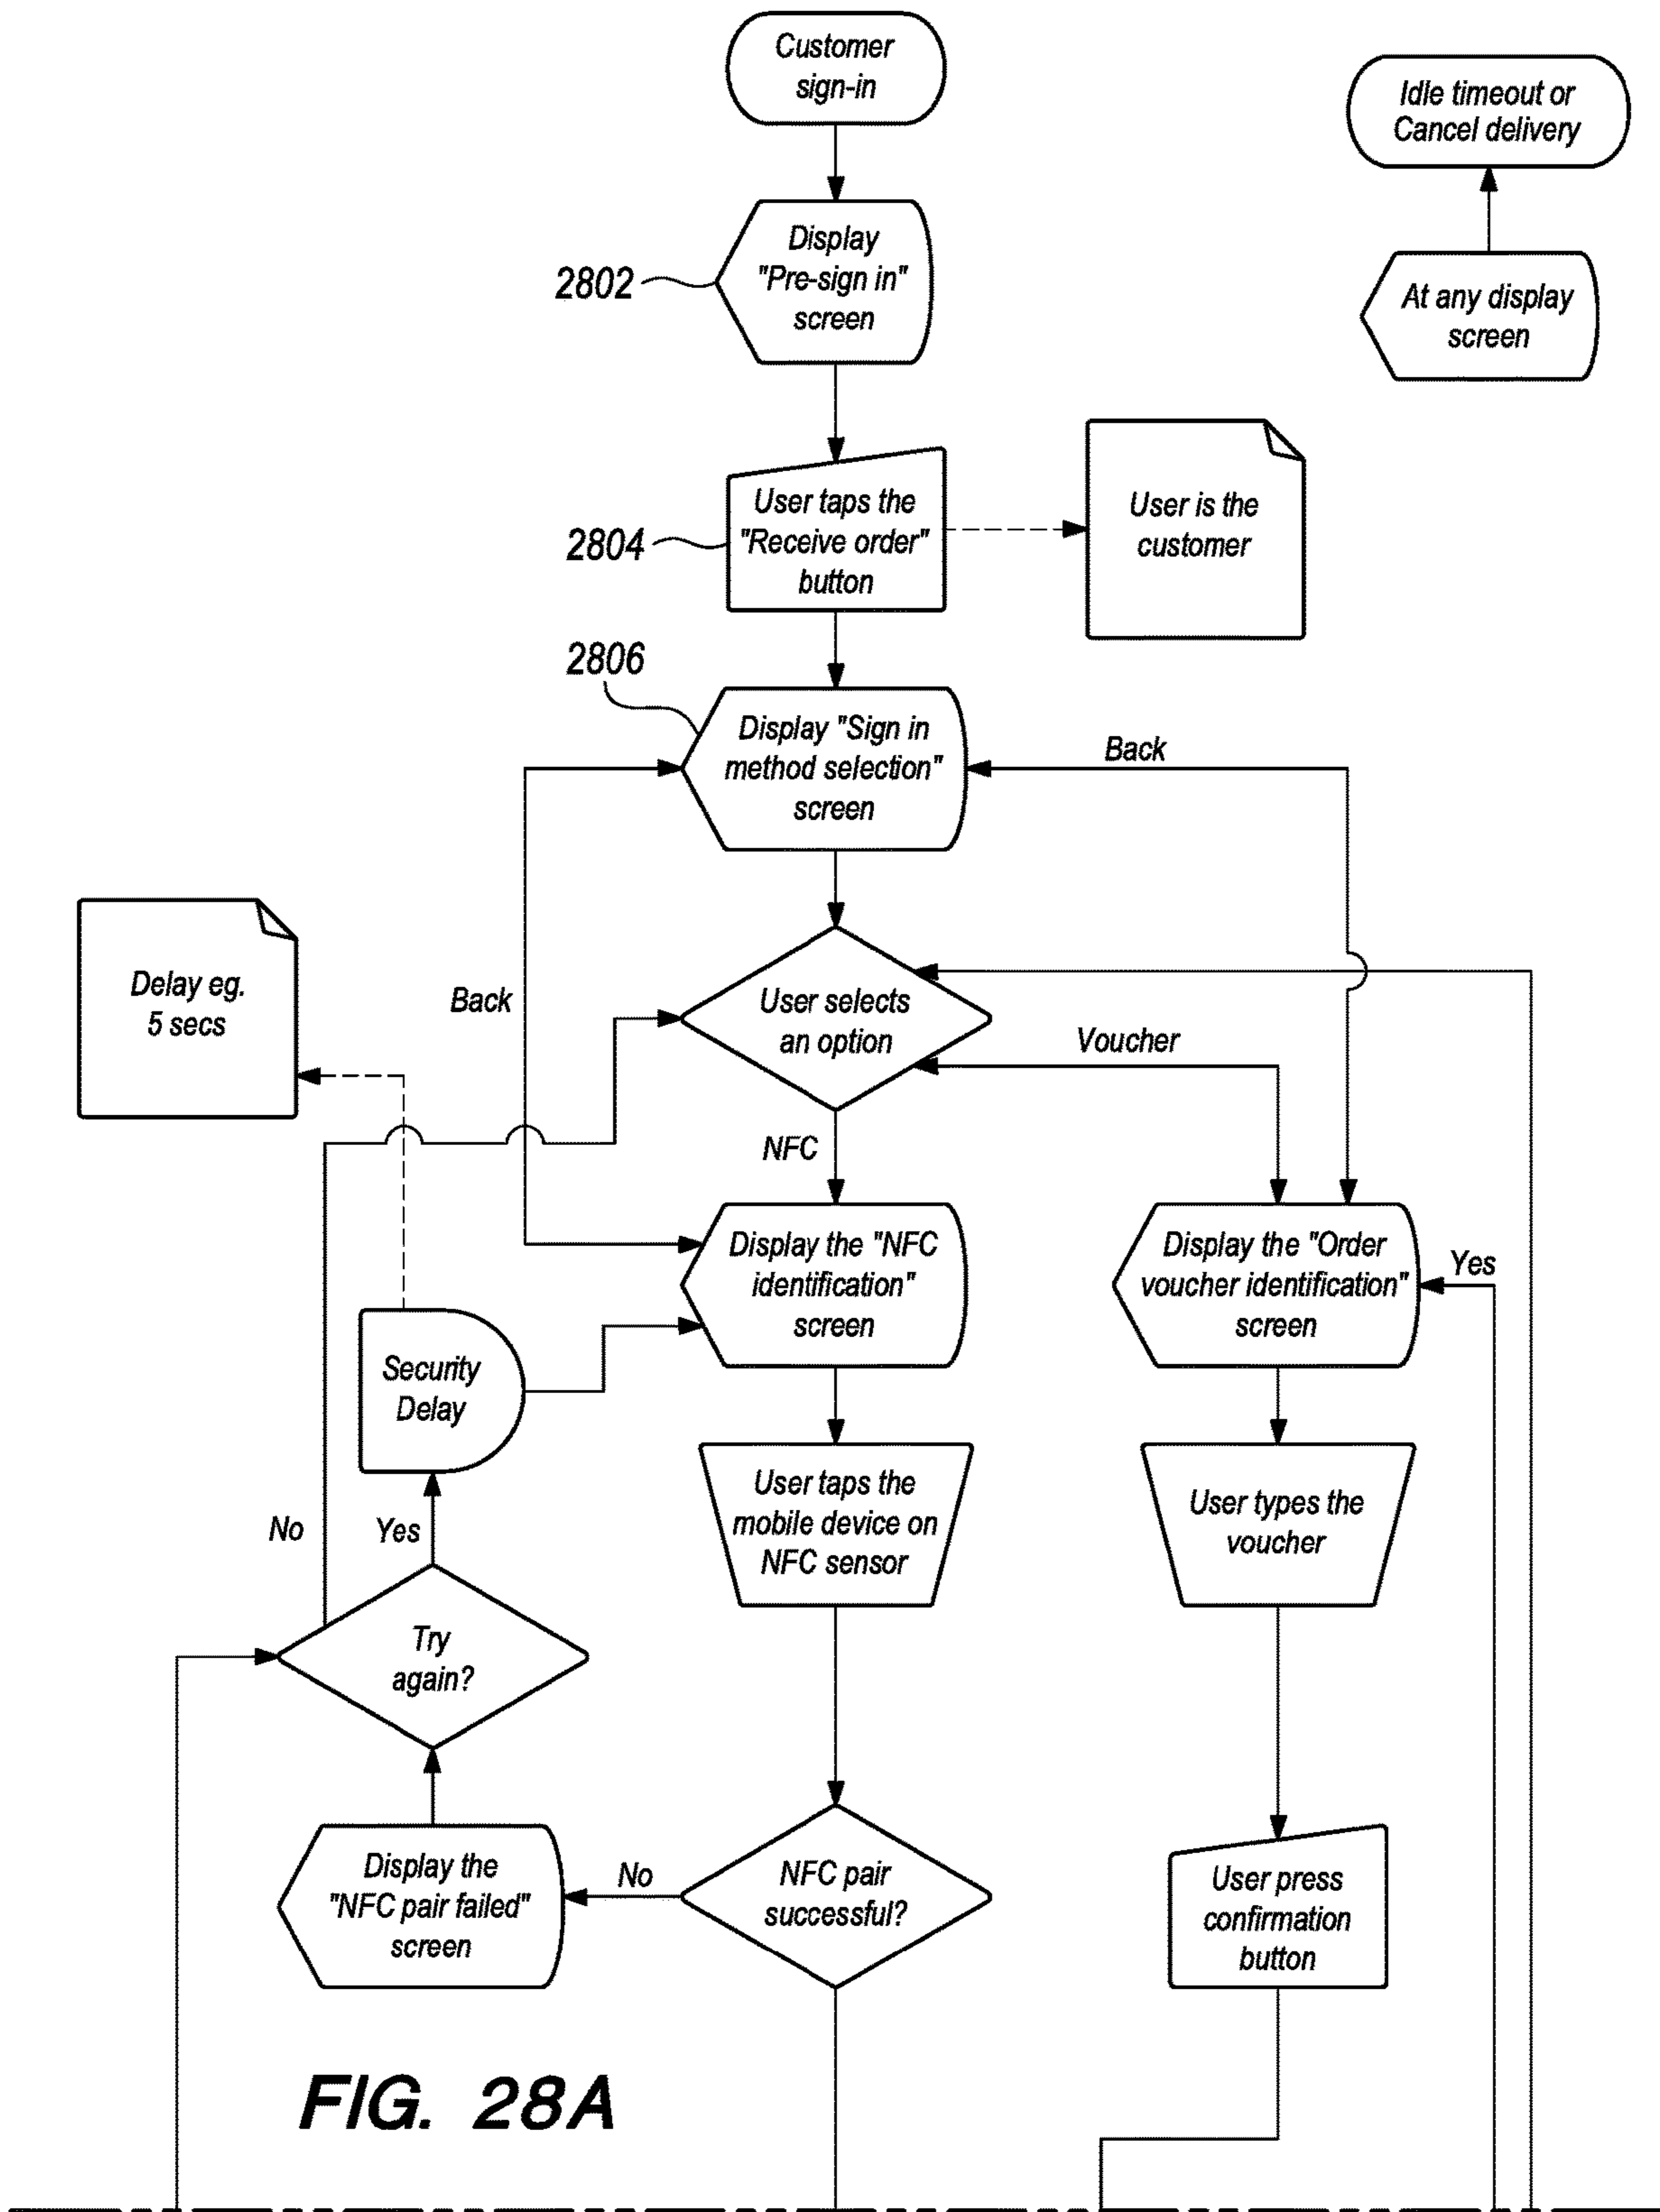 Customer
sign-in
Idle timeout or
Cancel delivery
Display
"Pre-sign in"
screen
2802
At any display
screen
User taps the
"Receive order"
button
2804
User is the
customer
2806
Display "Sign in
method selection"
screen
Back
Delay eg.
5 secs
Back
User selects
an option
Voucher
NFC
Display the "NFC
identification"
screen
Display the "Order
voucher identification"
screen
Yes
Security
Delay
User taps the
mobile device on
NFC sensor
User types the
voucher
No
Yes
Try
again?
Display the
"NFC pair failed"
screen
No
NFC pair
successful?
User press
confirmation
button
FIG. 28A